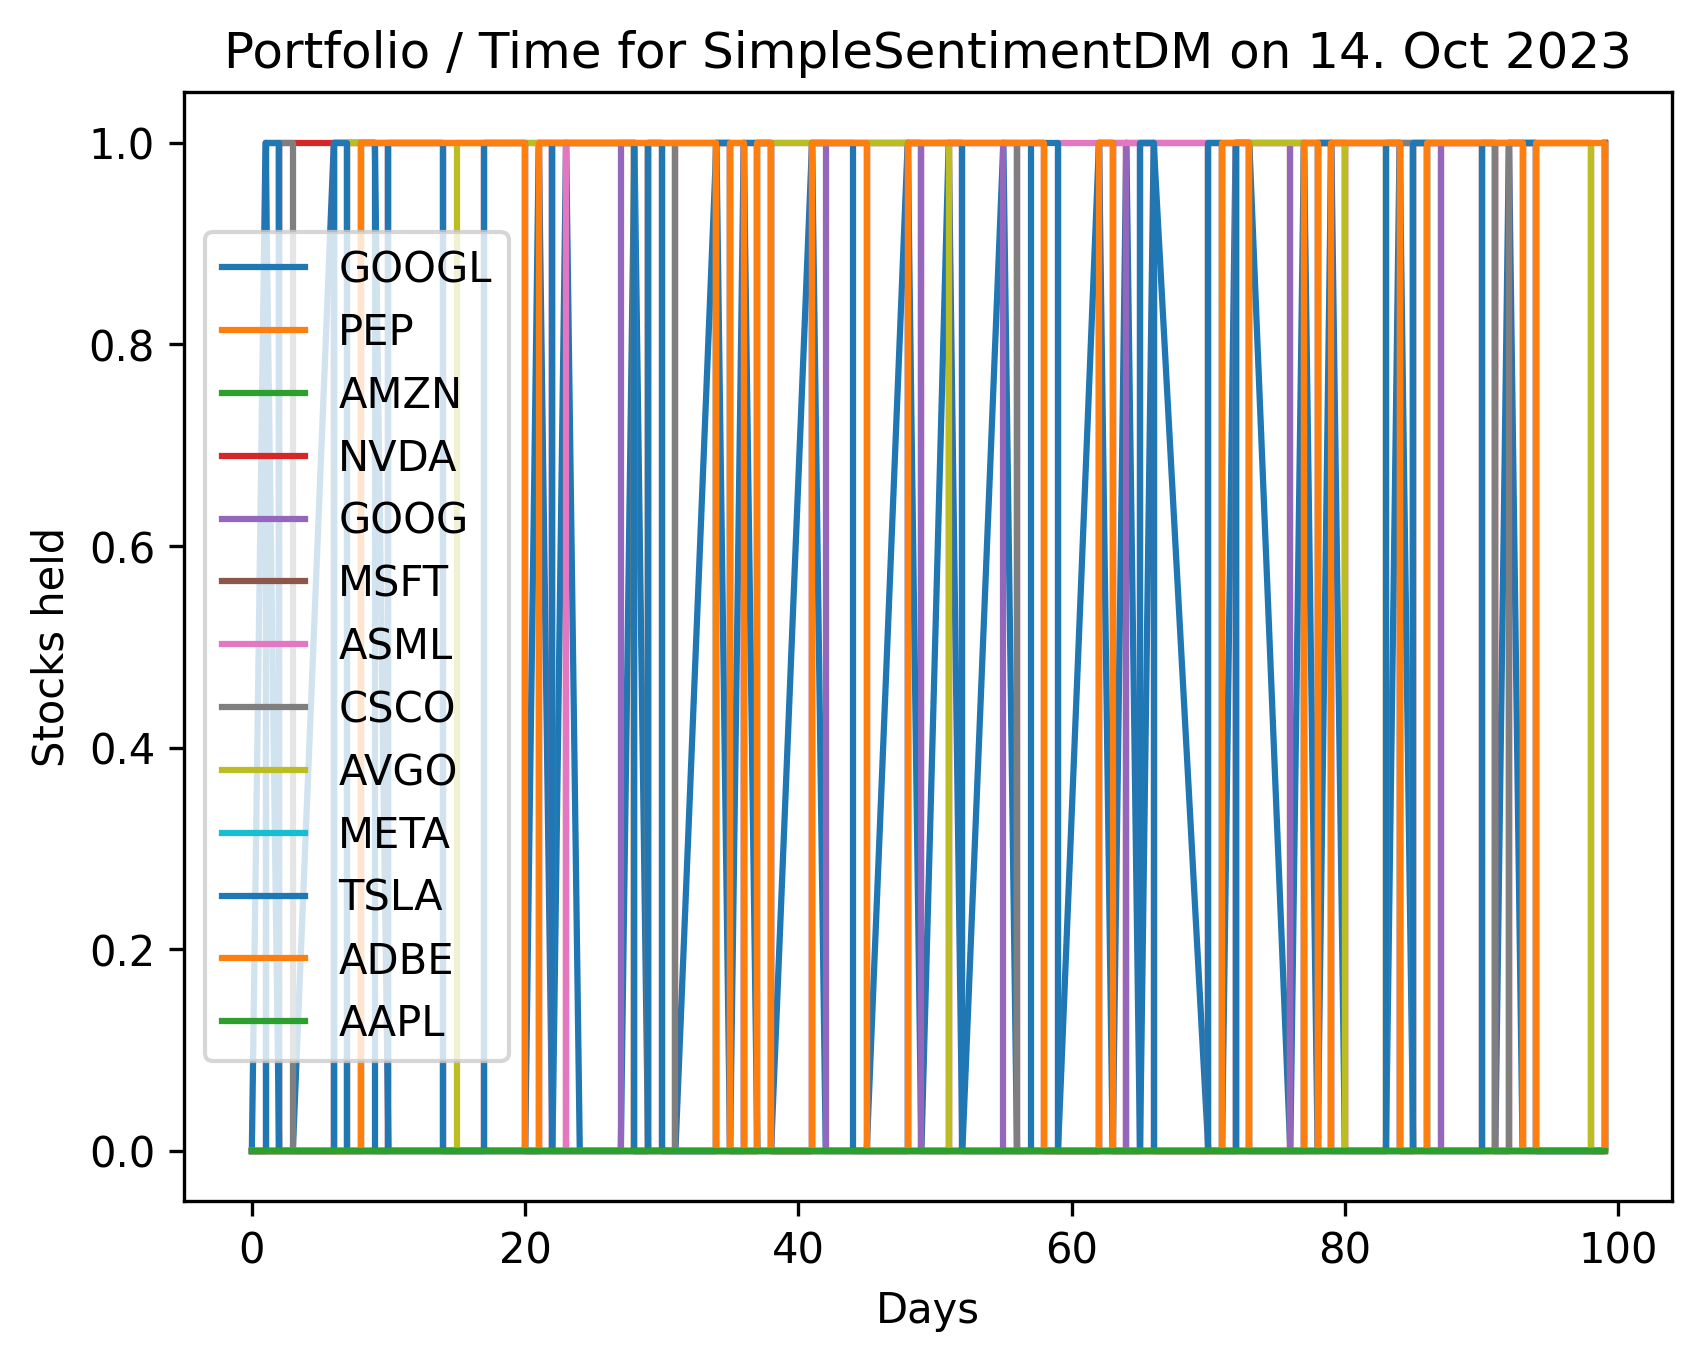 Portfolio / Time for SimpleSentimentDM on 14. Oct 2023
1.0
0.8
0.6
0.4
0.2
0.0
Stocks held
GOOGL
PEP
AMZN
NVDA
GOOG
MSFT
ASML
CSCO
AVGO
META
TSLA
ADBE
AAPL
0 20 40 60 80 100
Days